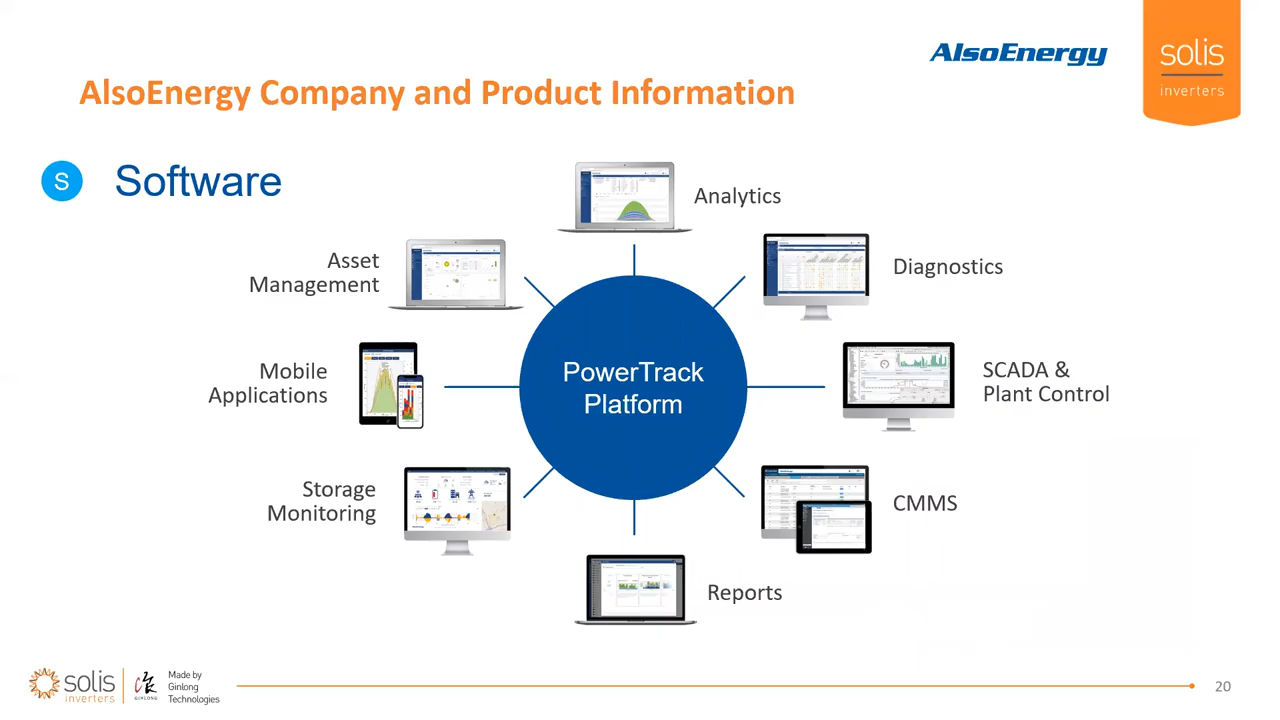 AlsoEnergy
solis
inverters
AlsoEnergy Company and Product Information
S
Software
Analytics
Asset
Management
Diagnostics
Mobile
Applications
PowerTrack
Platform
SCADA &
Plant Control
Storage
Monitoring
CMMS
Reports
solis
inverters
GINLONG
Made by
Ginlong
Technologies
20